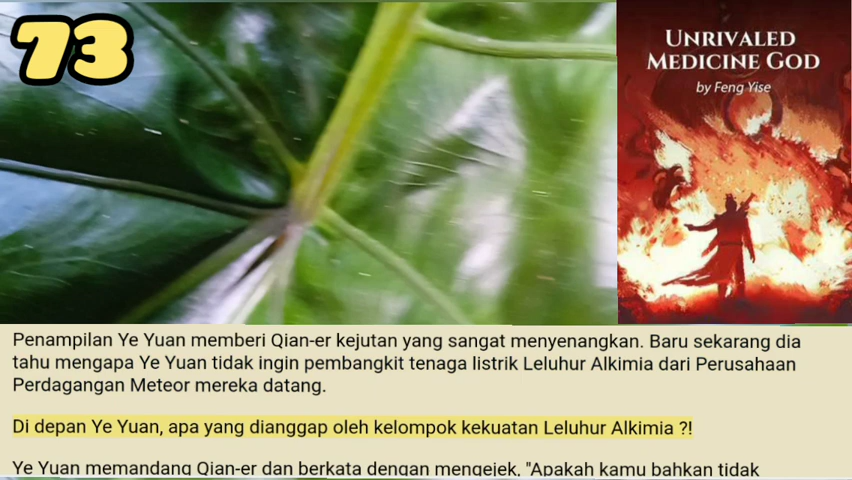 73
UNRIVALED
MEDICINE GOD
by Feng Yise
Penampilan Ye Yuan memberi Qian-er kejutan yang sangat menyenangkan. Baru sekarang dia
tahu mengapa Ye Yuan tidak ingin pembangkit tenaga listrik Leluhur Alkimia dari Perusahaan
Perdagangan Meteor mereka datang.
Di depan Ye Yuan, apa yang dianggap oleh kelompok kekuatan Leluhur Alkimia ?!
Ye Yuan memandang Qian-er dan berkata dengan mengejek, "Apakah kamu bahkan tidak